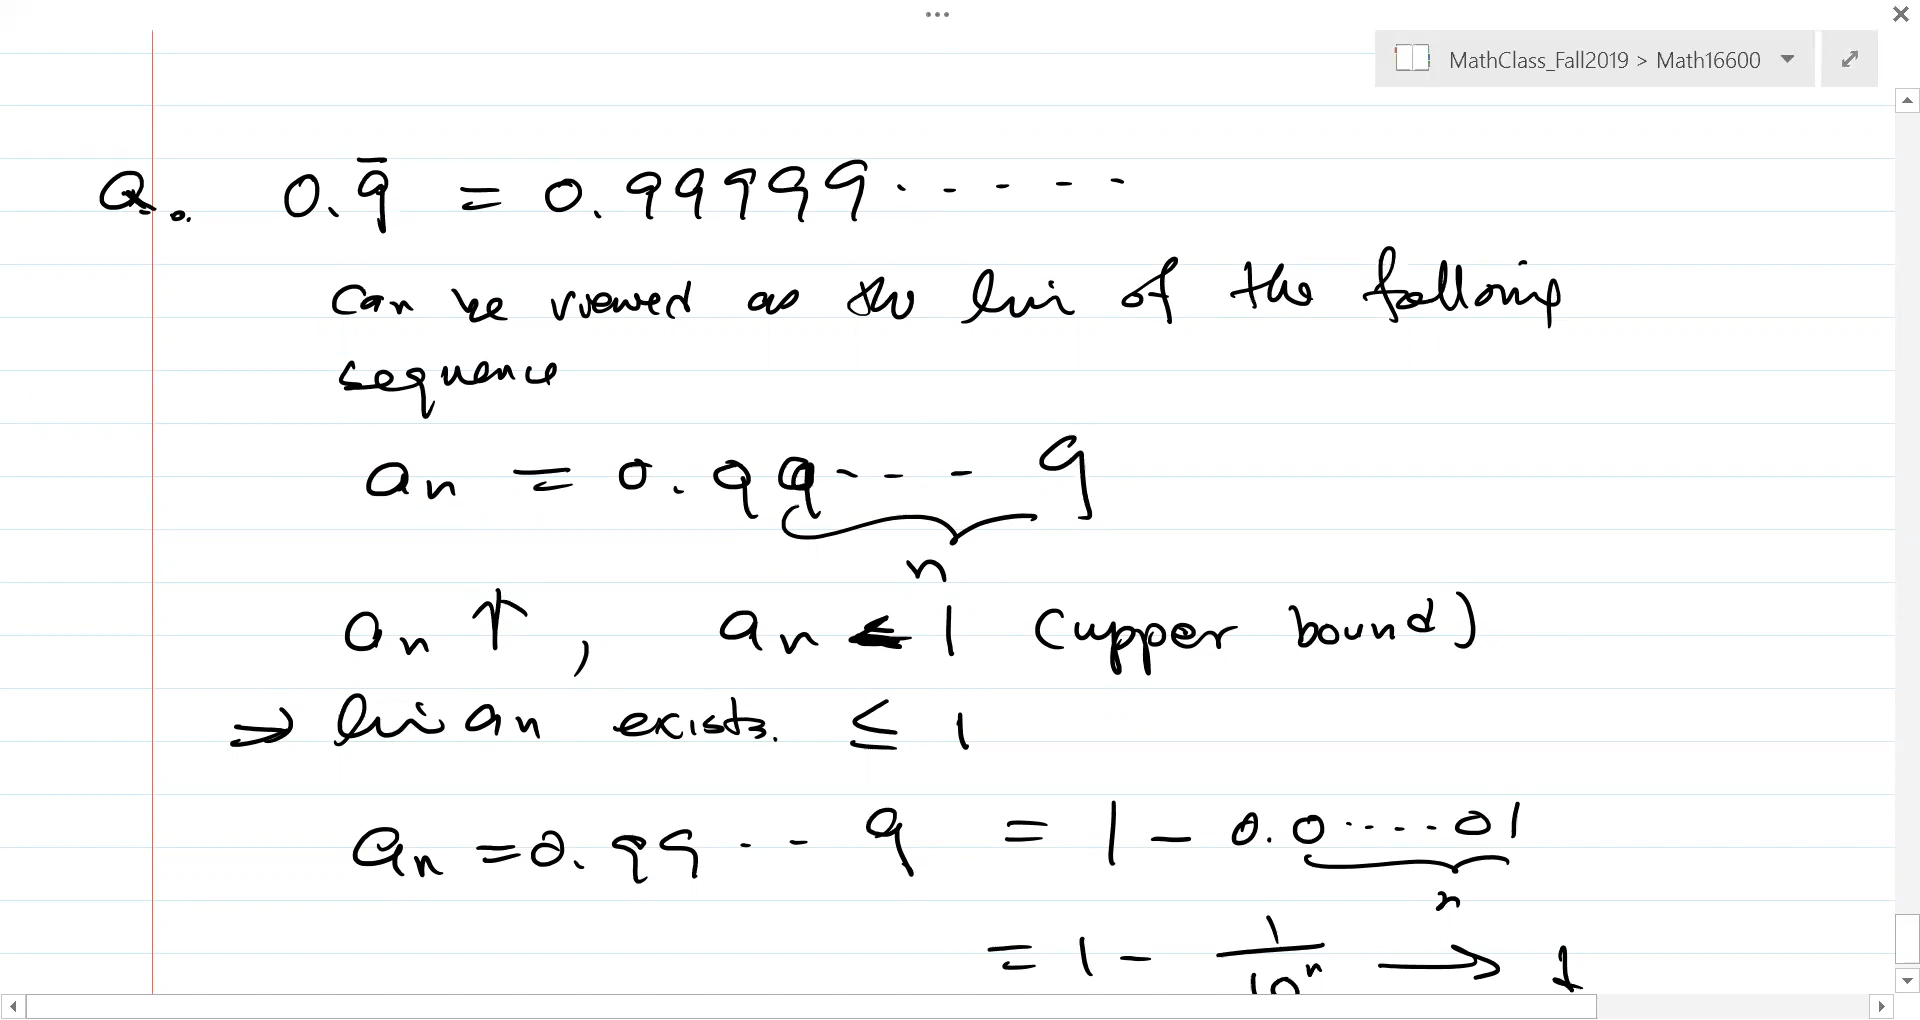 MathClass_Fall2019 > Math16600
Q. 0.9̅ = 0.99999.....
Can be viewed as the lim of the following
sequence
an = 0.99--- 9
n
an ↑, an ≤ 1 (upper bound)
⇒ lim an exists. ≤ 1
an = 0.99 -- 9 = 1 - 0.0....01
n
= 1 - 1/10ⁿ → 1